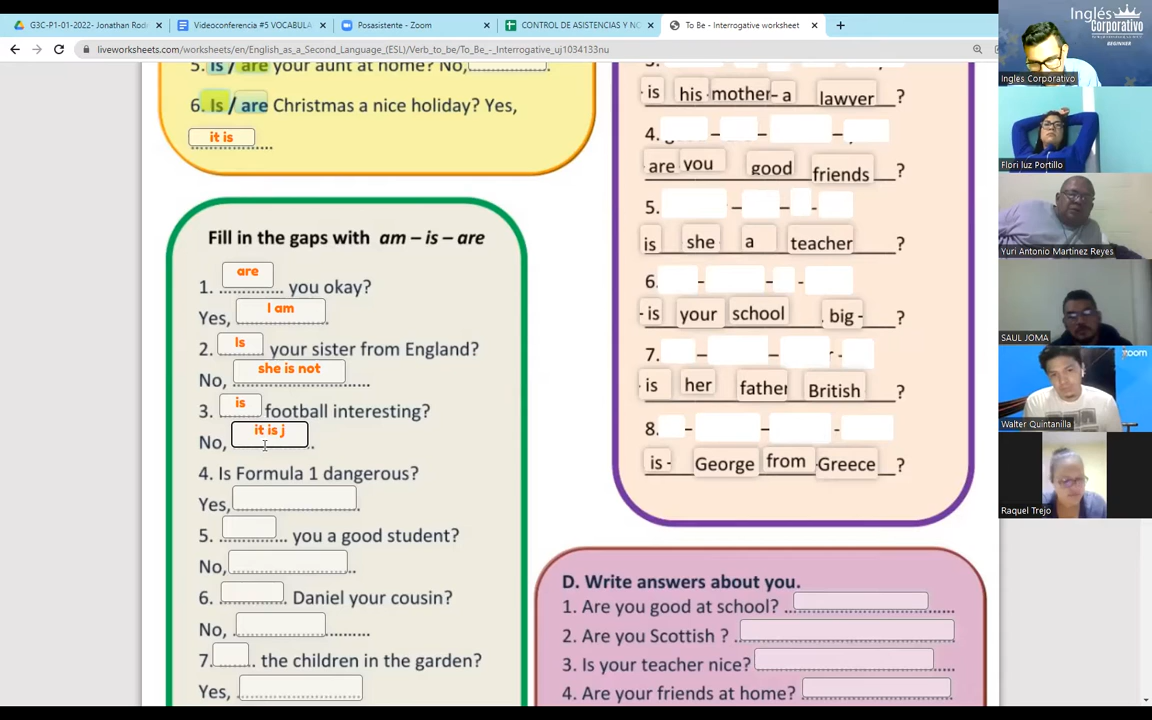 G3C-P1-01-2022- Jonathan Rod
Videoconferencia #5 VOCABULA
Posasistente - Zoom
CONTROL DE ASISTENCIAS Y NO
To Be - Interrogative worksheet
liveworksheets.com/worksheets/en/English_as_a_Second_Language_(ESL)/Verb_to_be/To_Be_-_Interrogative_uj1034133nu
5. Is / are your aunt at home? No,
6. Is / are Christmas a nice holiday? Yes,
it is
Fill in the gaps with am – is – are
are
1. you okay?
I am
Yes,
Is
2. your sister from England?
she is not
No,
is
3. football interesting?
it is j
No,
4. Is Formula 1 dangerous?
Yes,
5. you a good student?
No,
6. Daniel your cousin?
No,
7. the children in the garden?
Yes,
is his mother a lawyer ?
4.
are you good friends ?
5.
is she a teacher ?
6.
is your school big ?
7.
is her father British ?
8.
is George from Greece ?
D. Write answers about you.
1. Are you good at school?
2. Are you Scottish ?
3. Is your teacher nice?
4. Are your friends at home?
Inglés
Corporativo
BEGINNER
Ingles Corporativo
Flori luz Portillo
Yuri Antonio Martinez Reyes
SAUL JOMA
zoom
Walter Quintanilla
Raquel Trejo